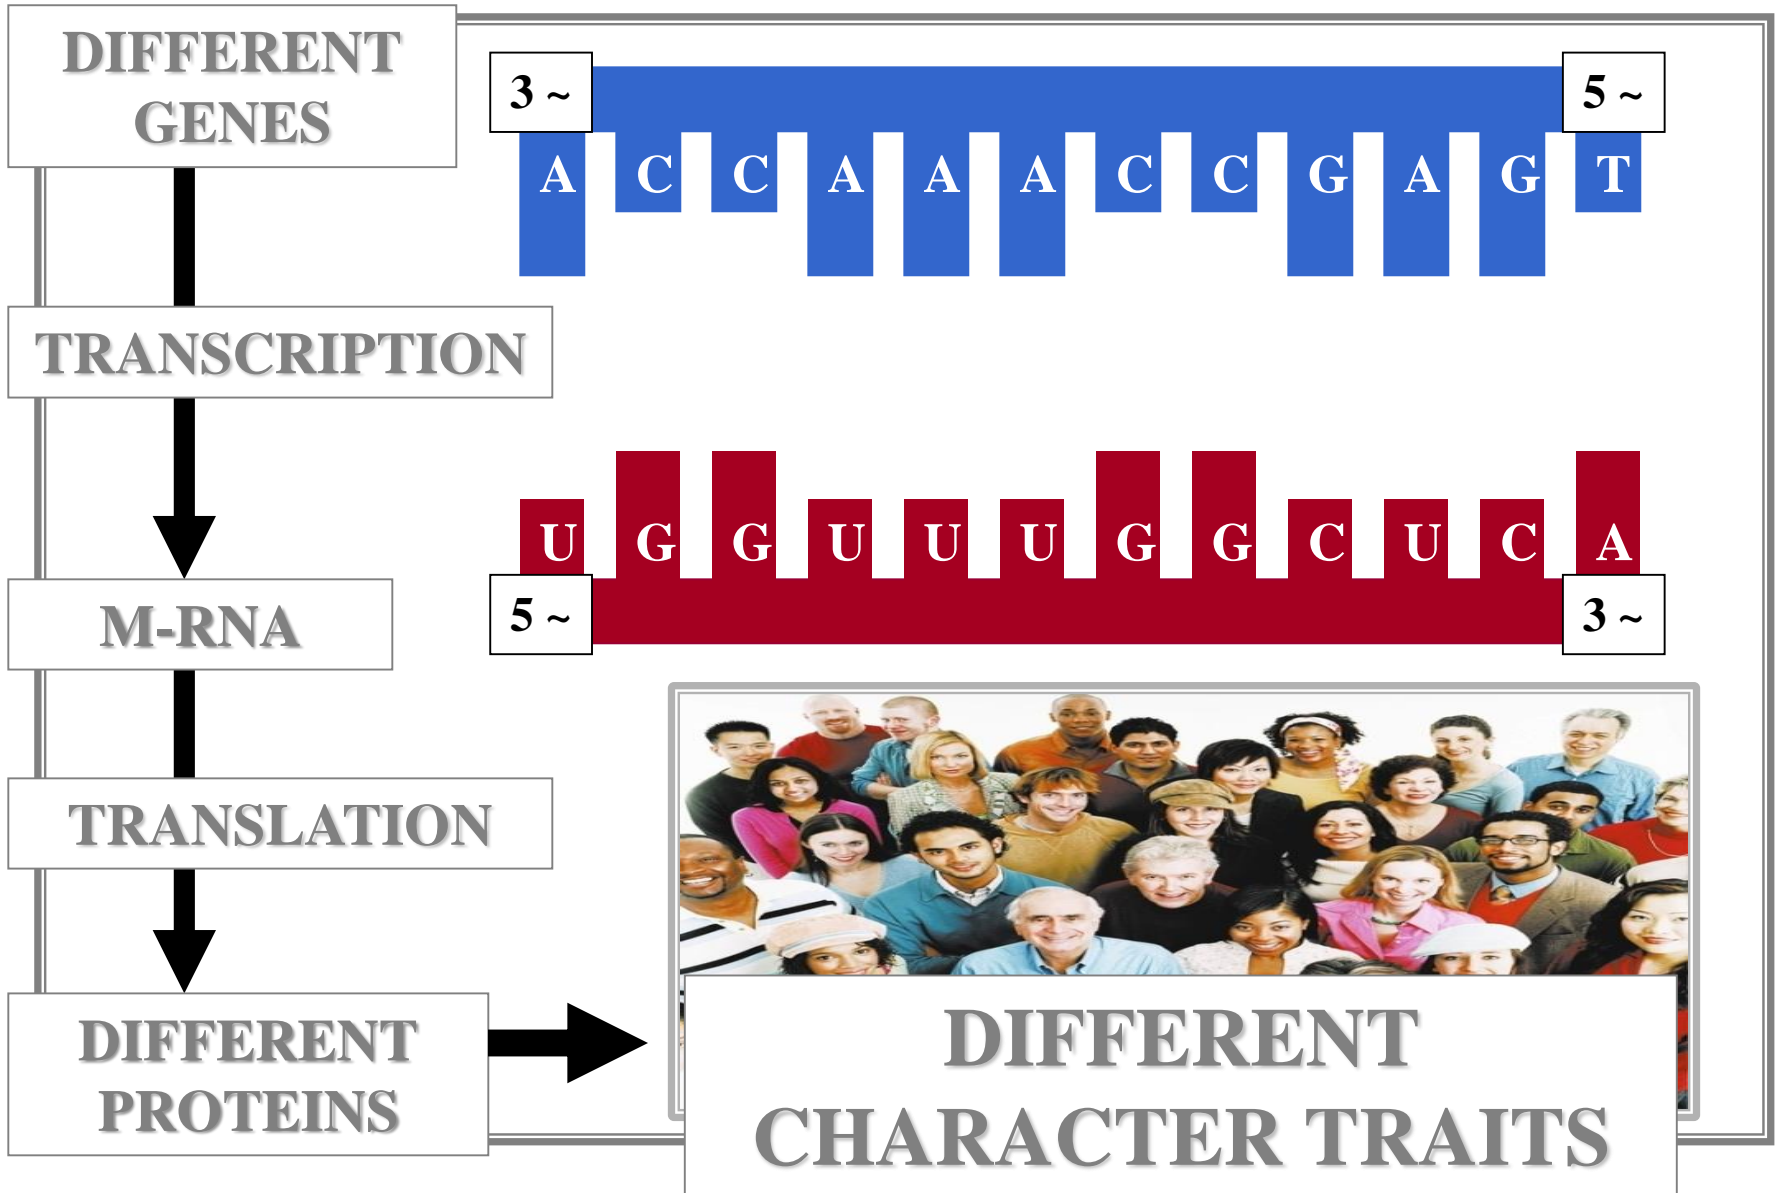 DIFFERENT
GENES
3 ~
5 ~
A C C A A A C C G A G T
TRANSCRIPTION
U G G U U U G G C U C A
5 ~
3 ~
M-RNA
TRANSLATION
DIFFERENT
PROTEINS
DIFFERENT
CHARACTER TRAITS